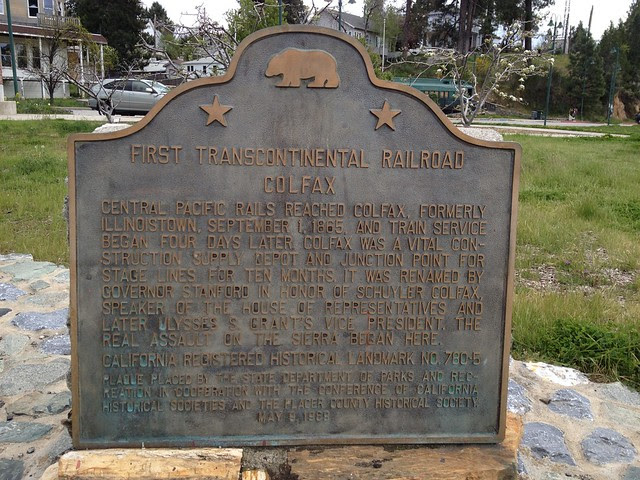 FIRST TRANSCONTINENTAL RAILROAD
COLFAX
CENTRAL PACIFIC RAILS REACHED COLFAX, FORMERLY
ILLINOISTOWN, SEPTEMBER 1, 1865, AND TRAIN SERVICE
BEGAN FOUR DAYS LATER. COLFAX WAS A VITAL CON-
STRUCTION SUPPLY DEPOT AND JUNCTION POINT FOR
STAGE LINES. FOR TEN MONTHS. IT WAS RENAMED BY
GOVERNOR STANFORD IN HONOR OF SCHUYLER COLFAX,
SPEAKER OF THE HOUSE OF REPRESENTATIVES AND
LATER ULYSSES S. GRANT'S VICE PRESIDENT. THE
REAL ASSAULT ON THE SIERRA BEGAN HERE.
CALIFORNIA REGISTERED HISTORICAL LANDMARK NO. 780-5
PLAQUE PLACED BY THE STATE DEPARTMENT OF PARKS AND REC-
REATION IN COOPERATION WITH THE CONFERENCE OF CALIFORNIA
HISTORICAL SOCIETIES AND THE PLACER COUNTY HISTORICAL SOCIETY
MAY